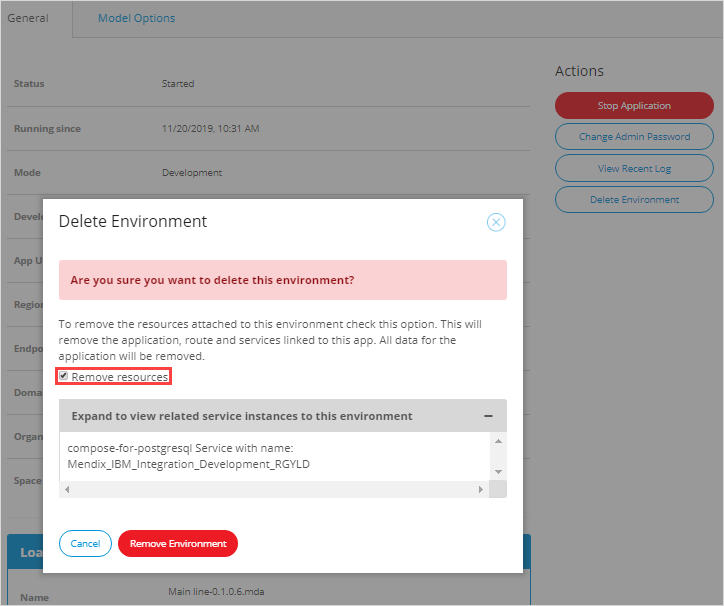 General
Model Options
Status
Started
Running since
11/20/2019, 10:31 AM
Mode
Development
Actions
Stop Application
Change Admin Password
View Recent Log
Delete Environment
Develo
App U
Region
Endpo
Domai
Organ
Space
Delete Environment
Are you sure you want to delete this environment?
To remove the resources attached to this environment check this option. This will
remove the application, route and services linked to this app. All data for the
application will be removed.
Remove resources
Expand to view related service instances to this environment
compose-for-postgresql Service with name:
Mendix_IBM_Integration_Development_RGYLD
Cancel
Remove Environment
Loa
Name
Main line-0.1.0.6.mda